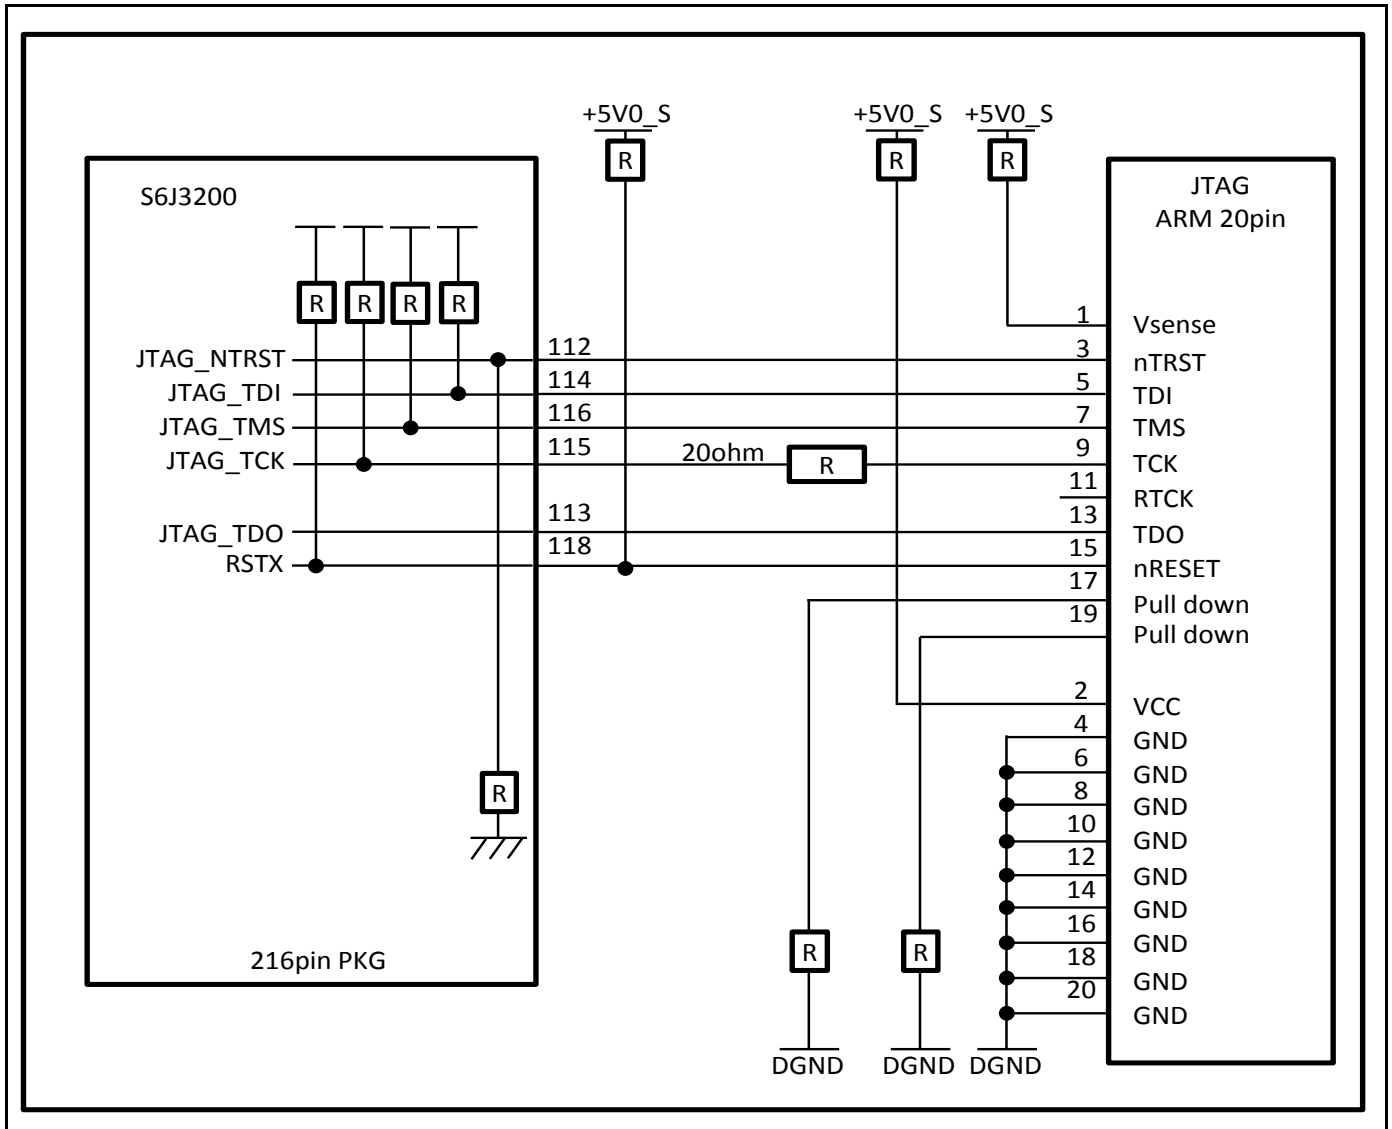 +5V0_S
+5V0_S
+5V0_S
R
R
R
S6J3200
JTAG
ARM 20pin
R
R
R
R
JTAG_NTRST
112
1
Vsense
3
nTRST
JTAG_TDI
114
5
TDI
JTAG_TMS
116
7
TMS
JTAG_TCK
115
20ohm
R
9
TCK
11
RTCK
JTAG_TDO
113
13
TDO
RSTX
118
15
nRESET
17
Pull down
19
Pull down
2
VCC
4
GND
6
GND
R
8
GND
10
GND
12
GND
14
GND
16
GND
R
R
18
GND
20
GND
216pin PKG
DGND
DGND
DGND